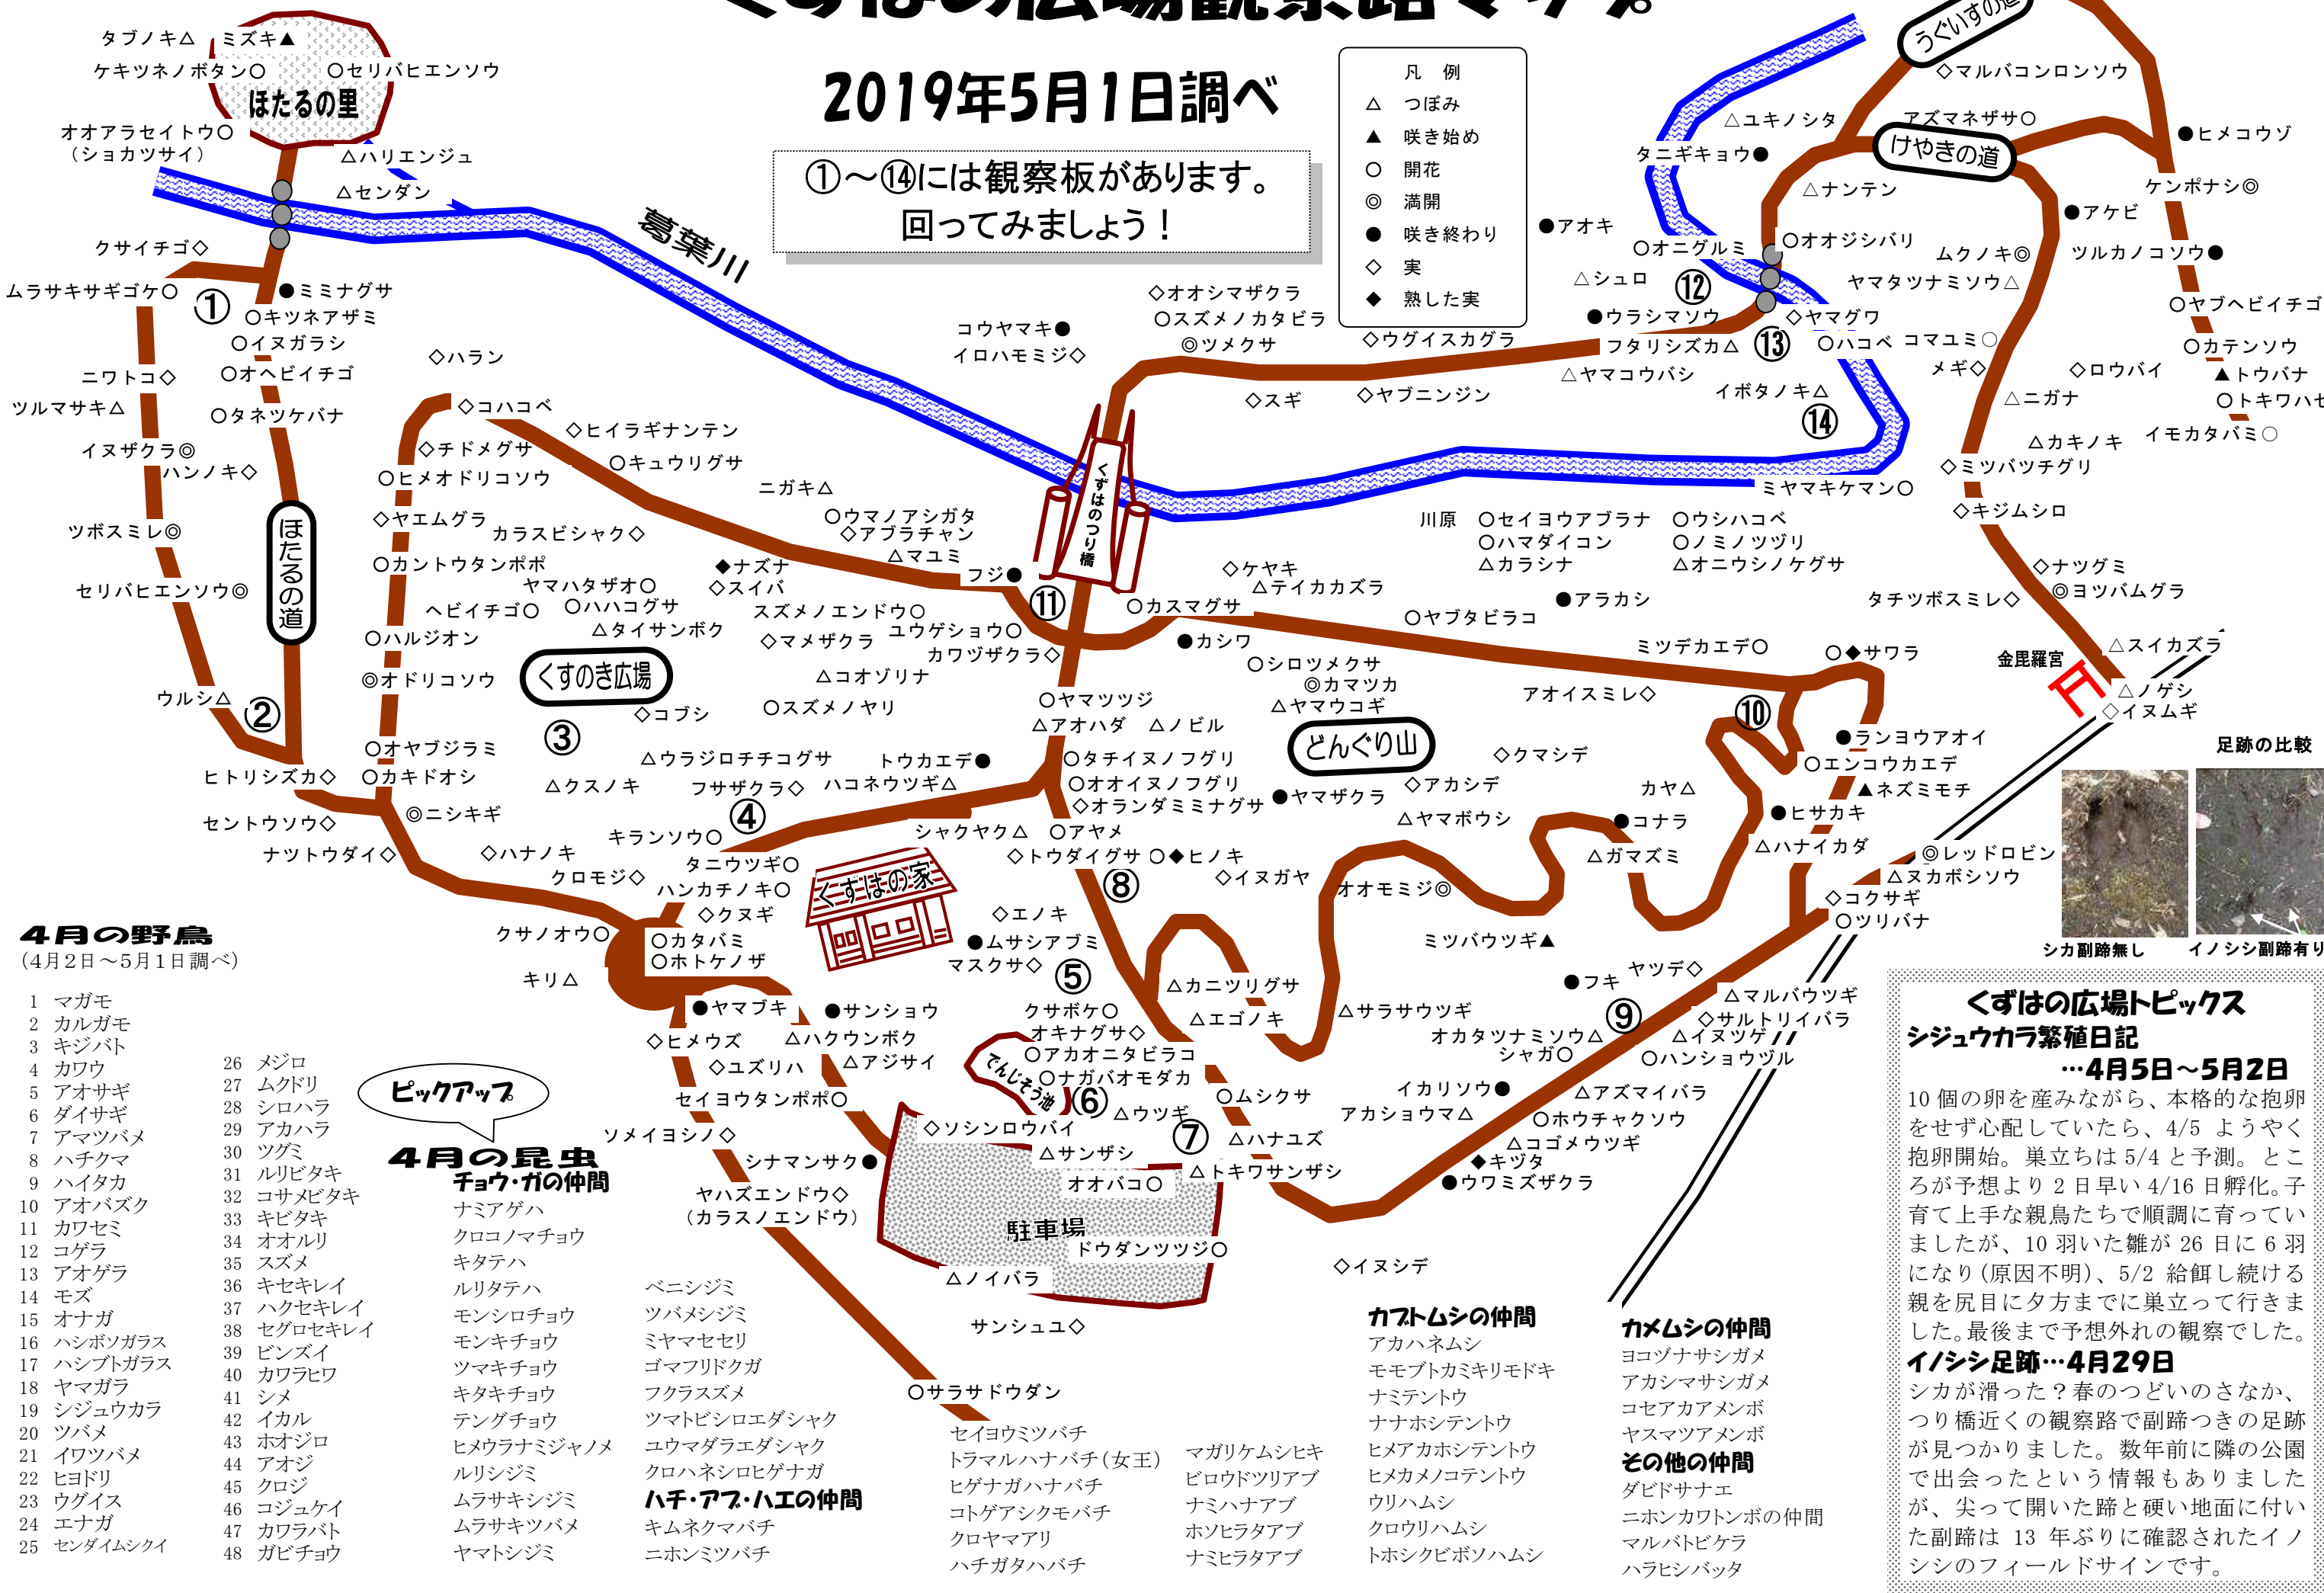 くずはの広場観察路マップ
2019年5月1日調べ
①～⑭には観察板があります。
回ってみましょう！
凡　例
△　つぼみ
▲　咲き始め
○　開花
◎　満開
●　咲き終わり
◇　実
◆　熟した実
タブノキ△
ミズキ▲
ケキツネノボタン○
○セリバヒエンソウ
ほたるの里
オオアラセイトウ○
（ショカツサイ）
△ハリエンジュ
△センダン
クサイチゴ◇
ムラサキサギゴケ○
①
●ミミナグサ
○キツネアザミ
○イヌガラシ
ニワトコ◇
○オヘビイチゴ
ツルマサキ△
○タネツケバナ
イヌザクラ◎
ハンノキ◇
ツボスミレ◎
ほたるの道
セリバヒエンソウ◎
ウルシ△
②
ヒトリシズカ◇
セントウソウ◇
ナツトウダイ◇
葛葉川
◇ハラン
◇コハコベ
◇チドメグサ
◇ヒイラギナンテン
○キュウリグサ
○ヒメオドリコソウ
◇ヤエムグラ
カラスビシャク◇
○カントウタンポポ
ヤマハタザオ○
ヘビイチゴ○
○ハハコグサ
○ハルジオン
△タイサンボク
◎オドリコソウ
くすのき広場
③
◇コブシ
○オヤブジラミ
○カキドオシ
◎ニシキギ
△クスノキ
△ウラジロチチコグサ
ニガキ△
○ウマノアシガタ
◇アブラチャン
△マユミ
◆ナズナ
◇スイバ
フジ●
スズメノエンドウ○
◇マメザクラ
ユウゲショウ○
カワヅザクラ◇
△コオゾリナ
○スズメノヤリ
トウカエデ●
フサザクラ◇
ハコネウツギ△
④
キランソウ○
タニウツギ○
◇ハナノキ
クロモジ◇
ハンカチノキ○
◇クヌギ
クサノオウ○
○カタバミ
○ホトケノザ
キリ△
くずはの家
シャクヤク△
○アヤメ
コウヤマキ●
イロハモミジ◇
◇オオシマザクラ
○スズメノカタビラ
◎ツメクサ
◇ウグイスカグラ
◇スギ
◇ヤブニンジン
くずはのつり橋
⑪
◇ケヤキ
△テイカカズラ
○カスマグサ
●カシワ
○シロツメクサ
◎カマツカ
△ヤマウコギ
○ヤマツツジ
△アオハダ
△ノビル
○タチイヌノフグリ
○オオイヌノフグリ
◇オランダミミナグサ
●ヤマザクラ
どんぐり山
◇トウダイグサ
○◆ヒノキ
⑧
◇イヌガヤ
◇エノキ
●ムサシアブミ
マスクサ◇
⑤
クサボケ○
オキナグサ◇
○アカオニタビラコ
○ナガバオモダカ
でんじそう池
⑥
△ウツギ
⑦
●ヤマブキ
●サンショウ
◇ヒメウズ
△ハクウンボク
◇ユズリハ
△アジサイ
セイヨウタンポポ○
ソメイヨシノ◇
シナマンサク●
ヤハズエンドウ◇
（カラスノエンドウ）
◇ソシンロウバイ
△サンザシ
オオバコ○
△トキワサンザシ
駐車場
ドウダンツツジ○
△ノイバラ
サンシュユ◇
○サラサドウダン
○ムシクサ
△ハナユズ
△カニツリグサ
△エゴノキ
△サラサウツギ
オカタツナミソウ△
シャガ○
イカリソウ●
アカショウマ△
△アズマイバラ
○ホウチャクソウ
△コゴメウツギ
◆キヅタ
●ウワミズザクラ
◇イヌシデ
●フキ
ヤツデ◇
⑨
△マルバウツギ
◇サルトリイバラ
△イヌツゲ
○ハンショウヅル
ミツバウツギ▲
オオモミジ◎
△ガマズミ
●コナラ
カヤ△
△ヤマボウシ
◇アカシデ
◇クマシデ
アオイスミレ◇
ミツデカエデ○
○ヤブタビラコ
●アラカシ
⑩
○◆サワラ
●ランヨウアオイ
○エンコウカエデ
▲ネズミモチ
●ヒサカキ
△ハナイカダ
◎レッドロビン
△ヌカボシソウ
◇コクサギ
○ツリバナ
うぐいすの道
◇マルバコンロンソウ
△ユキノシタ
アズマネザサ○
けやきの道
タニギキョウ●
●ヒメコウゾ
△ナンテン
ケンポナシ◎
●アケビ
●アオキ
○オニグルミ
○オオジシバリ
ムクノキ◎
ツルカノコソウ●
△シュロ
⑫
ヤマタツナミソウ△
●ウラシマソウ
◇ヤマグワ
○ヤブヘビイチゴ
フタリシズカ△
⑬
○ハコベ
コマユミ○
○カテンソウ
△ヤマコウバシ
メギ◇
◇ロウバイ
▲トウバナ
イボタノキ△
△ニガナ
○トキワハゼ
⑭
△カキノキ
イモカタバミ○
◇ミツバツチグリ
ミヤマキケマン○
◇キジムシロ
川原
○セイヨウアブラナ
○ハマダイコン
△カラシナ
○ウシハコベ
○ノミノツヅリ
△オニウシノケグサ
◇ナツグミ
◎ヨツバムグラ
タチツボスミレ◇
△スイカズラ
金毘羅宮
△ノゲシ
◇イヌムギ
足跡の比較
シカ副蹄無し
イノシシ副蹄有り
4月の野鳥
（4月2日～5月1日調べ）
1 マガモ
2 カルガモ
3 キジバト
4 カワウ
5 アオサギ
6 ダイサギ
7 アマツバメ
8 ハチクマ
9 ハイタカ
10 アオバズク
11 カワセミ
12 コゲラ
13 アオゲラ
14 モズ
15 オナガ
16 ハシボソガラス
17 ハシブトガラス
18 ヤマガラ
19 シジュウカラ
20 ツバメ
21 イワツバメ
22 ヒヨドリ
23 ウグイス
24 エナガ
25 センダイムシクイ
26 メジロ
27 ムクドリ
28 シロハラ
29 アカハラ
30 ツグミ
31 ルリビタキ
32 コサメビタキ
33 キビタキ
34 オオルリ
35 スズメ
36 キセキレイ
37 ハクセキレイ
38 セグロセキレイ
39 ビンズイ
40 カワラヒワ
41 シメ
42 イカル
43 ホオジロ
44 アオジ
45 クロジ
46 コジュケイ
47 カワラバト
48 ガビチョウ
ピックアップ
4月の昆虫
チョウ・ガの仲間
ナミアゲハ
クロコノマチョウ
キタテハ
ルリタテハ
モンシロチョウ
モンキチョウ
ツマキチョウ
キタキチョウ
テングチョウ
ヒメウラナミジャノメ
ルリシジミ
ムラサキシジミ
ムラサキツバメ
ヤマトシジミ
ベニシジミ
ツバメシジミ
ミヤマセセリ
ゴマフリドクガ
フクラスズメ
ツマトビシロエダシャク
ユウマダラエダシャク
クロハネシロヒゲナガ
ハチ・アブ・ハエの仲間
キムネクマバチ
ニホンミツバチ
セイヨウミツバチ
トラマルハナバチ（女王）
ヒゲナガハナバチ
コトゲアシクモバチ
クロヤマアリ
ハチガタハバチ
マガリケムシヒキ
ビロウドツリアブ
ナミハナアブ
ホソヒラタアブ
ナミヒラタアブ
カブトムシの仲間
アカハネムシ
モモブトカミキリモドキ
ナミテントウ
ナナホシテントウ
ヒメアカホシテントウ
ヒメカメノコテントウ
ウリハムシ
クロウリハムシ
トホシクビボソハムシ
カメムシの仲間
ヨコヅナサシガメ
アカシマサシガメ
コセアカアメンボ
ヤスマツアメンボ
その他の仲間
ダビドサナエ
ニホンカワトンボの仲間
マルバトビケラ
ハラヒシバッタ
くずはの広場トピックス
シジュウカラ繁殖日記
…4月5日～5月2日
10 個の卵を産みながら、本格的な抱卵
をせず心配していたら、4/5 ようやく
抱卵開始。巣立ちは 5/4 と予測。とこ
ろが予想より 2 日早い 4/16 日孵化。子
育て上手な親鳥たちで順調に育ってい
ましたが、10 羽いた雛が 26 日に 6 羽
になり(原因不明)、5/2 給餌し続ける
親を尻目に夕方までに巣立って行きま
した。最後まで予想外れの観察でした。
イノシシ足跡…4月29日
シカが滑った？春のつどいのさなか、
つり橋近くの観察路で副蹄つきの足跡
が見つかりました。数年前に隣の公園
で出会ったという情報もありました
が、尖って開いた蹄と硬い地面に付い
た副蹄は 13 年ぶりに確認されたイノ
シシのフィールドサインです。